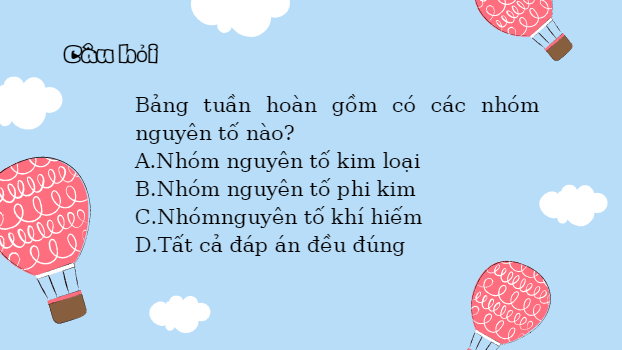 Câu hỏi
Bảng tuần hoàn gồm có các nhóm
nguyên tố nào?
A.Nhóm nguyên tố kim loại
B.Nhóm nguyên tố phi kim
C.Nhómnguyên tố khí hiếm
D.Tất cả đáp án đều đúng